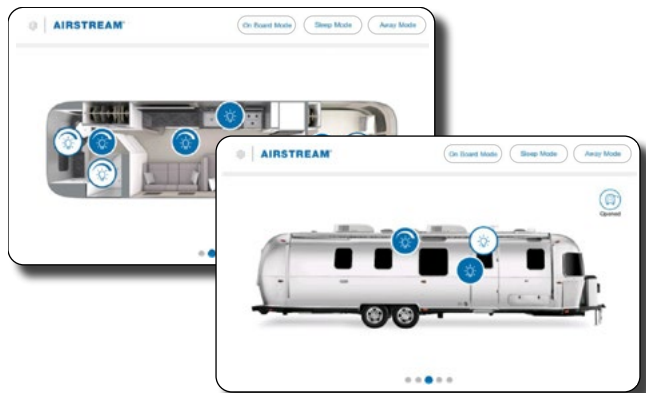 AIRSTREAM
On Board Mode
Sleep Mode
Away Mode
AIRSTREAM
On Board Mode
Sleep Mode
Away Mode
Opened